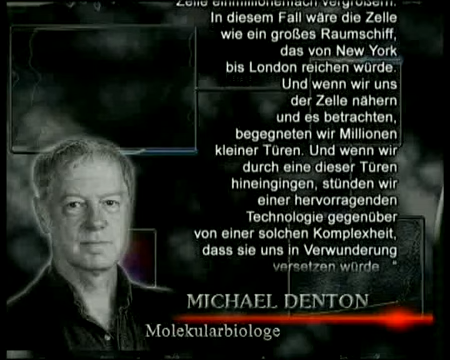 Zelle einmillionenfach vergrößern.
In diesem Fall wäre die Zelle
wie ein großes Raumschiff,
das von New York
bis London reichen würde.
Und wenn wir uns
der Zelle nähern
und es betrachten,
begegneten wir Millionen
kleiner Türen. Und wenn wir
durch eine dieser Türen
hineingingen, stünden wir
einer hervorragenden
Technologie gegenüber
von einer solchen Komplexheit,
dass sie uns in Verwunderung
versetzen würde. "
MICHAEL DENTON
Molekularbiologe